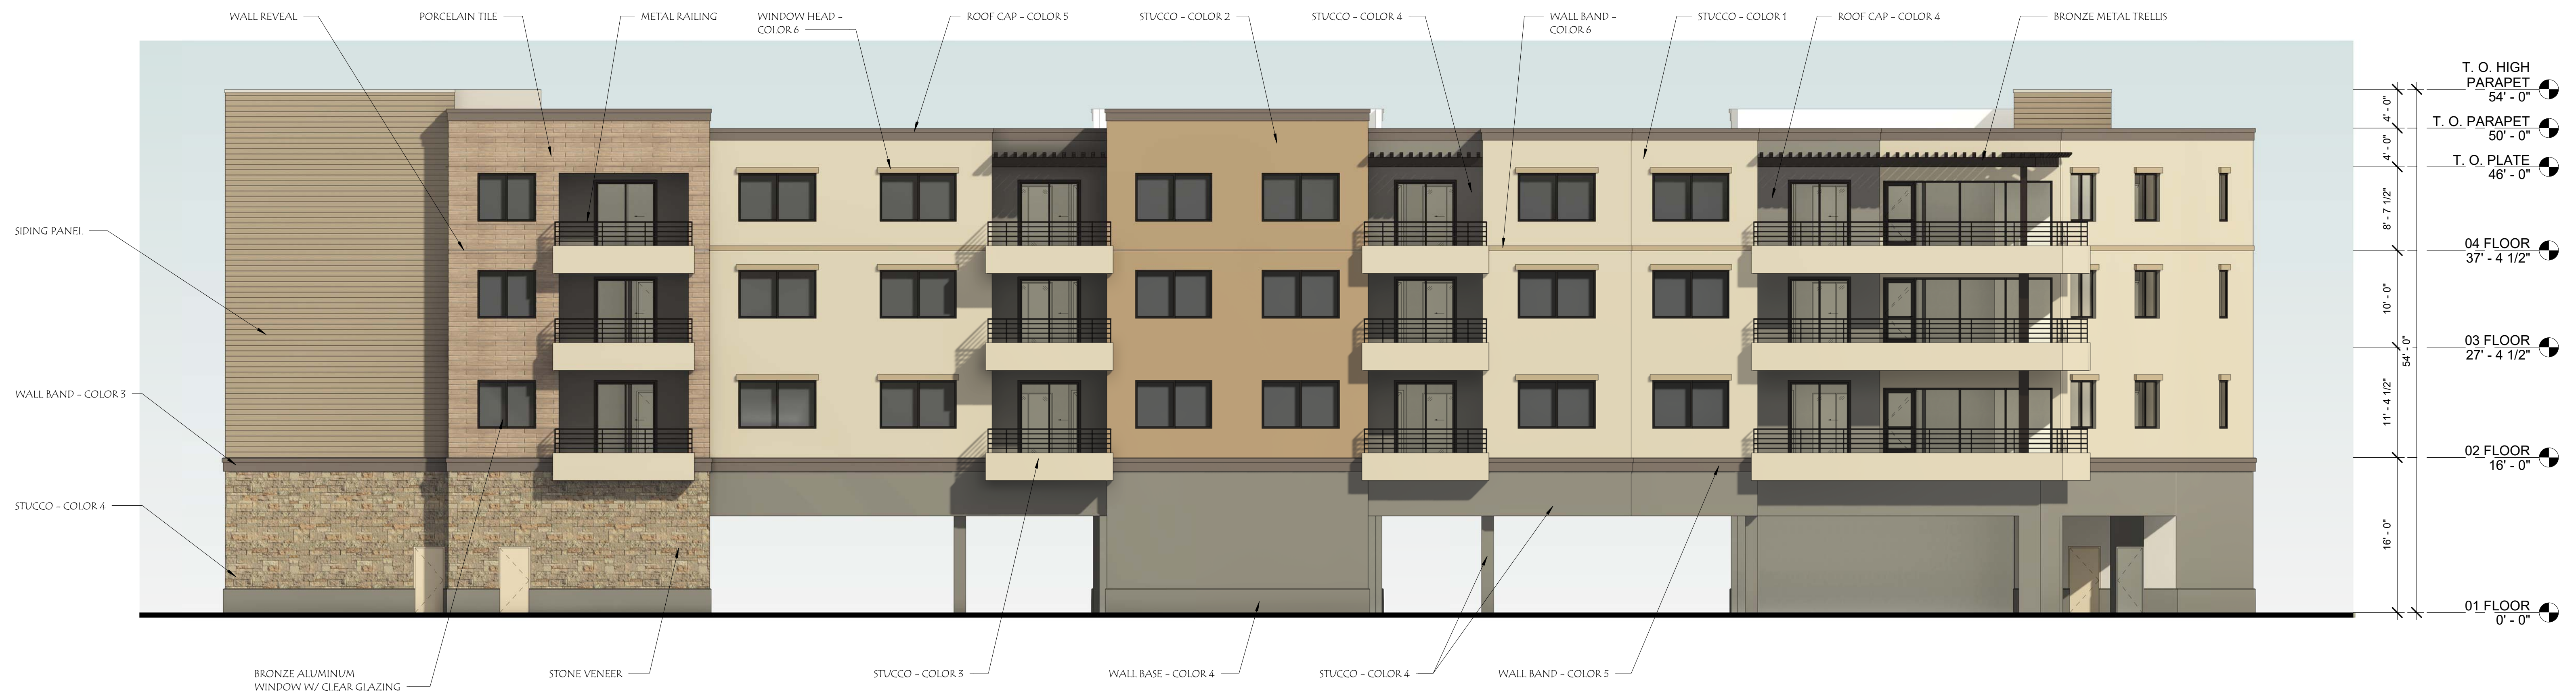 WALL REVEAL
PORCELAIN TILE
METAL RAILING
WINDOW HEAD -
COLOR 6
ROOF CAP - COLOR 5
STUCCO - COLOR 2
STUCCO - COLOR 4
WALL BAND -
COLOR 6
STUCCO - COLOR 1
ROOF CAP - COLOR 4
BRONZE METAL TRELLIS
T. O. HIGH
PARAPET
54' - 0"
4' - 0"
T. O. PARAPET
50' - 0"
4' - 0"
T. O. PLATE
46' - 0"
8' - 7 1/2"
SIDING PANEL
04 FLOOR
37' - 4 1/2"
10' - 0"
03 FLOOR
27' - 4 1/2"
54' - 0"
WALL BAND - COLOR 3
11' - 4 1/2"
02 FLOOR
16' - 0"
STUCCO - COLOR 4
16' - 0"
01 FLOOR
0' - 0"
BRONZE ALUMINUM
WINDOW W/ CLEAR GLAZING
STONE VENEER
STUCCO - COLOR 3
WALL BASE - COLOR 4
STUCCO - COLOR 4
WALL BAND - COLOR 5